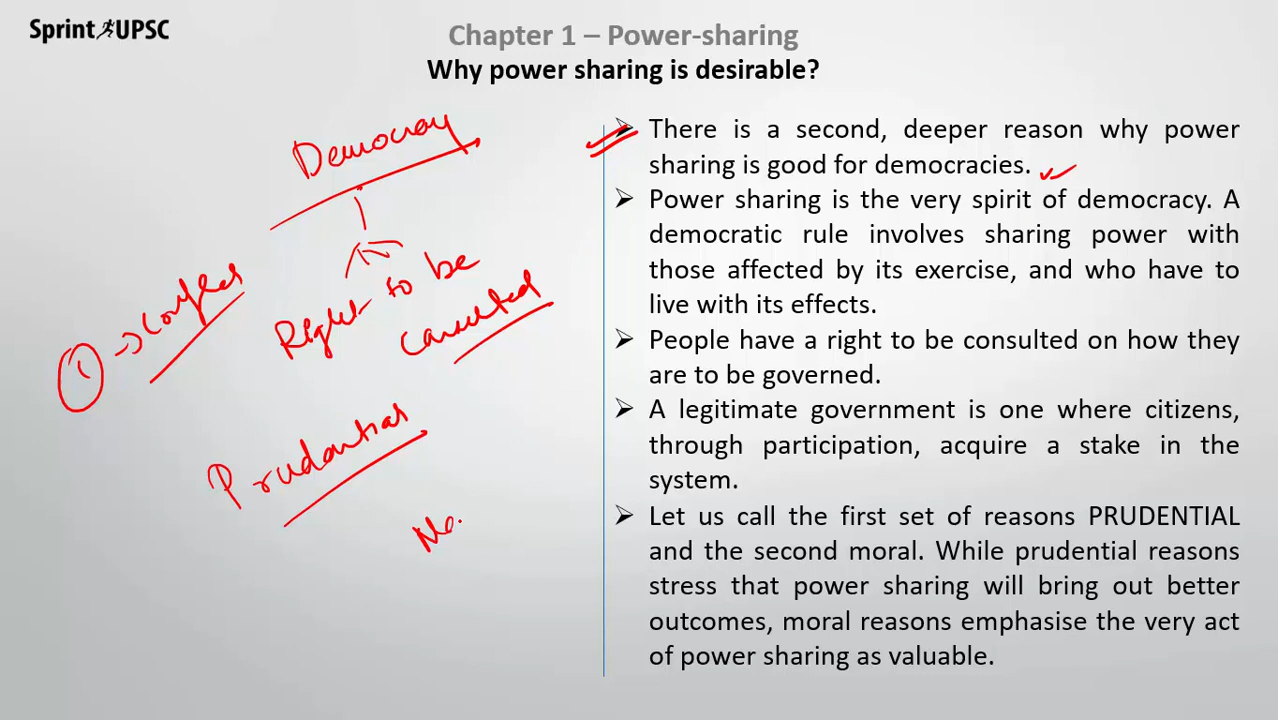 Sprint UPSC
Chapter 1 – Power-sharing
Why power sharing is desirable?
Democracy
Right to be
① → Conflict
Prudential
Mo
➢ There is a second, deeper reason why power
sharing is good for democracies.
➢ Power sharing is the very spirit of democracy. A
democratic rule involves sharing power with
those affected by its exercise, and who have to
live with its effects.
➢ People have a right to be consulted on how they
are to be governed.
➢ A legitimate government is one where citizens,
through participation, acquire a stake in the
system.
➢ Let us call the first set of reasons PRUDENTIAL
and the second moral. While prudential reasons
stress that power sharing will bring out better
outcomes, moral reasons emphasise the very act
of power sharing as valuable.